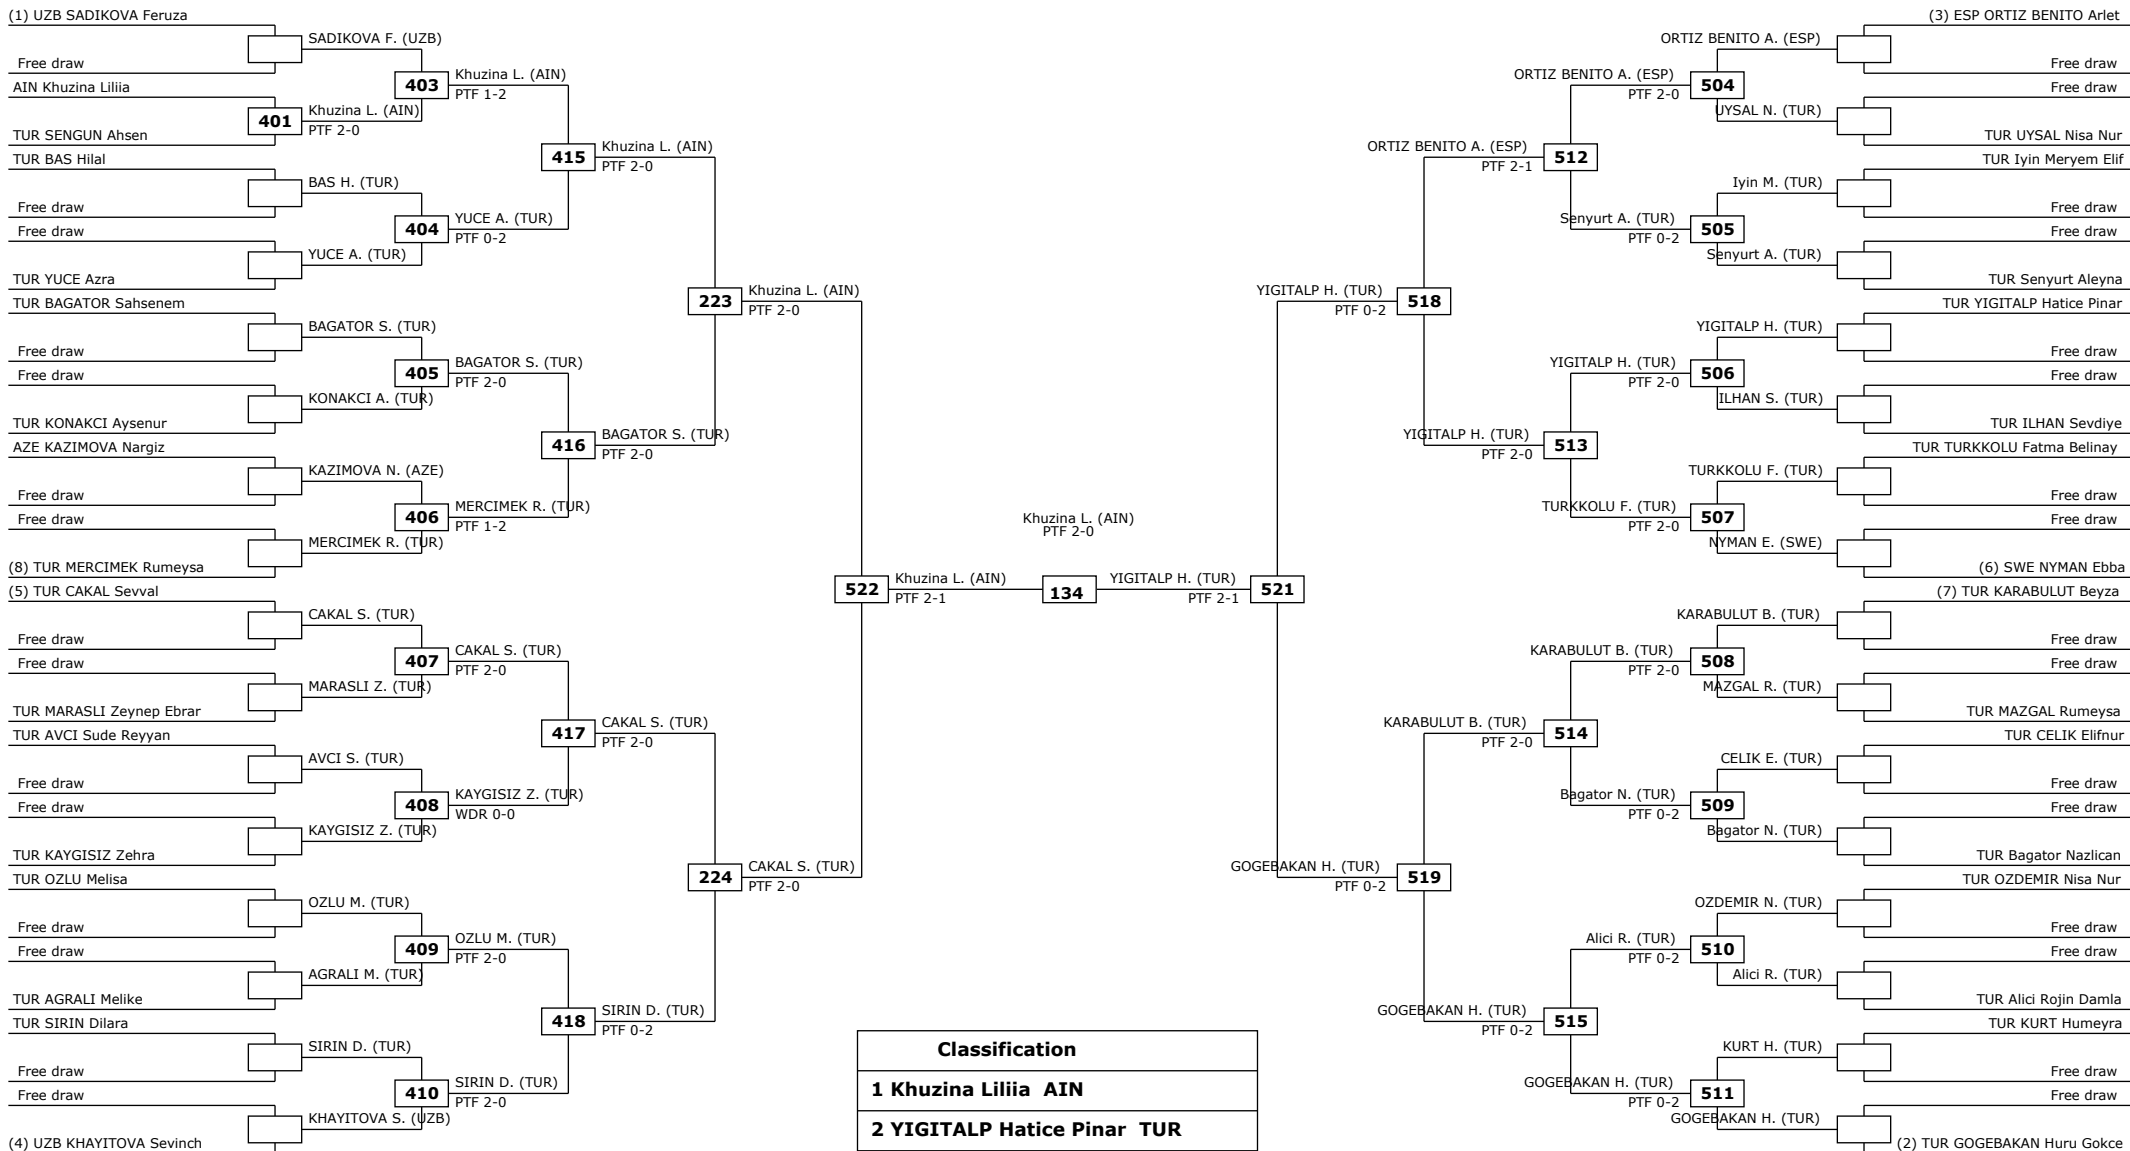 (1) UZB SADIKOVA Feruza
Free draw
AIN Khuzina Liliia
TUR SENGUN Ahsen
TUR BAS Hilal
Free draw
Free draw
TUR YUCE Azra
TUR BAGATOR Sahsenem
Free draw
Free draw
TUR KONAKCI Aysenur
AZE KAZIMOVA Nargiz
Free draw
Free draw
(8) TUR MERCIMEK Rumeysa
(5) TUR CAKAL Sevval
Free draw
Free draw
TUR MARASLI Zeynep Ebrar
TUR AVCI Sude Reyyan
Free draw
Free draw
TUR KAYGISIZ Zehra
TUR OZLU Melisa
Free draw
Free draw
TUR AGRALI Melike
TUR SIRIN Dilara
Free draw
Free draw
(4) UZB KHAYITOVA Sevinch
SADIKOVA F. (UZB)
401
Khuzina L. (AIN)
PTF 2-0
BAS H. (TUR)
YUCE A. (TUR)
BAGATOR S. (TUR)
KONAKCI A. (TUR)
KAZIMOVA N. (AZE)
MERCIMEK R. (TUR)
CAKAL S. (TUR)
MARASLI Z. (TUR)
AVCI S. (TUR)
KAYGISIZ Z. (TUR)
OZLU M. (TUR)
AGRALI M. (TUR)
SIRIN D. (TUR)
KHAYITOVA S. (UZB)
403
Khuzina L. (AIN)
PTF 1-2
404
YUCE A. (TUR)
PTF 0-2
405
BAGATOR S. (TUR)
PTF 2-0
406
MERCIMEK R. (TUR)
PTF 1-2
407
CAKAL S. (TUR)
PTF 2-0
408
KAYGISIZ Z. (TUR)
WDR 0-0
409
OZLU M. (TUR)
PTF 2-0
410
SIRIN D. (TUR)
PTF 2-0
415
Khuzina L. (AIN)
PTF 2-0
416
BAGATOR S. (TUR)
PTF 2-0
417
CAKAL S. (TUR)
PTF 2-0
418
SIRIN D. (TUR)
PTF 0-2
223
Khuzina L. (AIN)
PTF 2-0
224
CAKAL S. (TUR)
PTF 2-0
522
Khuzina L. (AIN)
PTF 2-1
Khuzina L. (AIN)
PTF 2-0
134
YIGITALP H. (TUR)
PTF 2-1
521
YIGITALP H. (TUR)
PTF 0-2
518
GOGEBAKAN H. (TUR)
PTF 0-2
519
ORTIZ BENITO A. (ESP)
PTF 2-1
512
YIGITALP H. (TUR)
PTF 2-0
513
KARABULUT B. (TUR)
PTF 2-0
514
GOGEBAKAN H. (TUR)
PTF 0-2
515
ORTIZ BENITO A. (ESP)
PTF 2-0
504
Senyurt A. (TUR)
PTF 0-2
505
YIGITALP H. (TUR)
PTF 2-0
506
TURKKOLU F. (TUR)
PTF 2-0
507
KARABULUT B. (TUR)
PTF 2-0
508
Bagator N. (TUR)
PTF 0-2
509
Alici R. (TUR)
PTF 0-2
510
GOGEBAKAN H. (TUR)
PTF 0-2
511
ORTIZ BENITO A. (ESP)
UYSAL N. (TUR)
Iyin M. (TUR)
Senyurt A. (TUR)
YIGITALP H. (TUR)
ILHAN S. (TUR)
TURKKOLU F. (TUR)
NYMAN E. (SWE)
KARABULUT B. (TUR)
MAZGAL R. (TUR)
CELIK E. (TUR)
Bagator N. (TUR)
OZDEMIR N. (TUR)
Alici R. (TUR)
KURT H. (TUR)
GOGEBAKAN H. (TUR)
(3) ESP ORTIZ BENITO Arlet
Free draw
Free draw
TUR UYSAL Nisa Nur
TUR Iyin Meryem Elif
Free draw
Free draw
TUR Senyurt Aleyna
TUR YIGITALP Hatice Pinar
Free draw
Free draw
TUR ILHAN Sevdiye
TUR TURKKOLU Fatma Belinay
Free draw
Free draw
(6) SWE NYMAN Ebba
(7) TUR KARABULUT Beyza
Free draw
Free draw
TUR MAZGAL Rumeysa
TUR CELIK Elifnur
Free draw
Free draw
TUR Bagator Nazlican
TUR OZDEMIR Nisa Nur
Free draw
Free draw
TUR Alici Rojin Damla
TUR KURT Humeyra
Free draw
Free draw
(2) TUR GOGEBAKAN Huru Gokce
Classification
1 Khuzina Liliia AIN
2 YIGITALP Hatice Pinar TUR